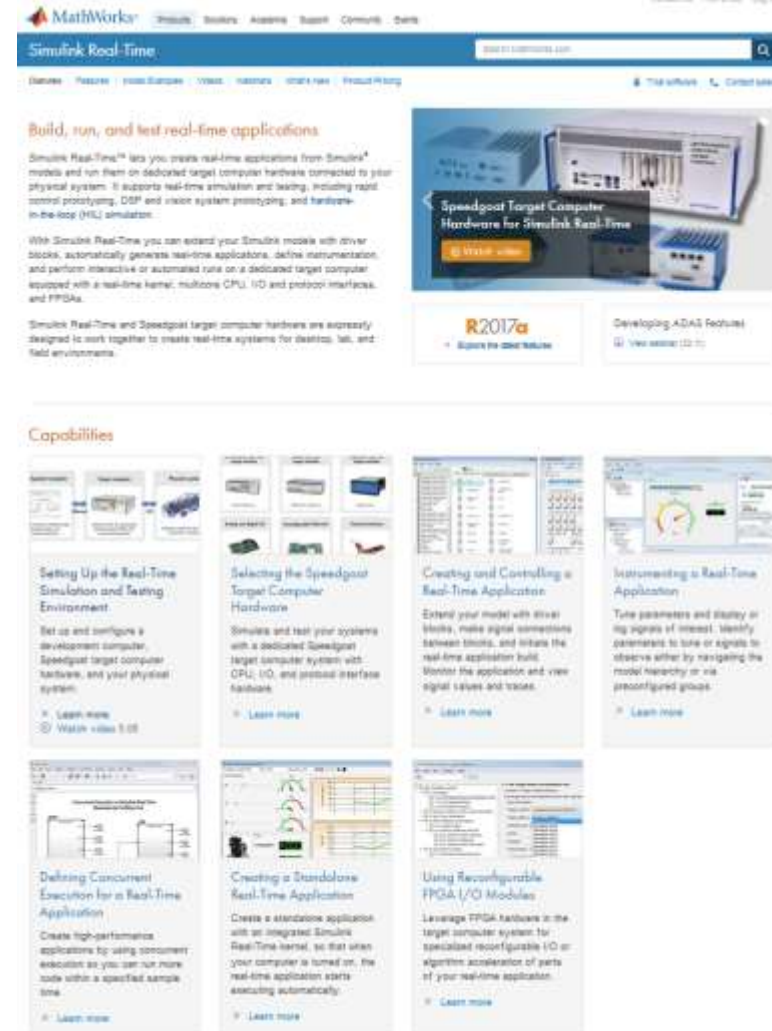 MathWorks
Products Solutions Academia Support Community Events
Simulink Real-Time
Search MathWorks.com
Overview Features Videos Webinars What's New Product Pricing
Trial software Contact sales
Build, run, and test real-time applications
Simulink Real-Time™ lets you create real-time applications from Simulink®
models and run them on dedicated target computer hardware connected to your
physical system. It supports real-time simulation and testing, including rapid
control prototyping, DSP and vision system prototyping, and hardware-
in-the-loop (HIL) simulation.
With Simulink Real-Time you can extend your Simulink models with driver
blocks, automatically generate real-time applications, define instrumentation,
and perform interactive or automated runs on a dedicated target computer
equipped with a real-time kernel, multicore CPU, I/O and protocol interfaces,
and FPGAs.
Simulink Real-Time and Speedgoat target computer hardware are expressly
designed to work together to create real-time systems for desktop, lab, and
field environments.
Speedgoat Target Computer
Hardware for Simulink Real-Time
Watch video
R2017a
Explore the latest features
Developing ADAS Features
View webinar
Capabilities
Setting Up the Real-Time
Simulation and Testing
Environment
Set up and configure a
development computer,
Speedgoat target computer
hardware, and your physical
system.
Learn more
Watch video 5:05
Selecting the Speedgoat
Target Computer
Hardware
Simulate and test your systems
with a dedicated Speedgoat
target computer system with
CPU, I/O, and protocol interface
hardware.
Learn more
Creating and Controlling a
Real-Time Application
Extend your model with driver
blocks, make signal connections
between blocks, and initiate the
real-time application build.
Monitor the application and view
signal values and traces.
Learn more
Instrumenting a Real-Time
Application
Tune parameters and display or
log signals of interest. Identify
parameters to tune or signals to
observe either by navigating the
model hierarchy or via
preconfigured groups.
Learn more
Defining Concurrent
Execution for a Real-Time
Application
Create high-performance
applications by using concurrent
execution so you can run more
code within a specified sample
time.
Learn more
Creating a Standalone
Real-Time Application
Create a standalone application
with an integrated Simulink
Real-Time kernel, so that when
your computer is turned on, the
real-time application starts
executing automatically.
Learn more
Using Reconfigurable
FPGA I/O Modules
Leverage FPGA hardware in the
target computer system for
specialized reconfigurable I/O or
algorithm acceleration of parts
of your real-time application.
Learn more